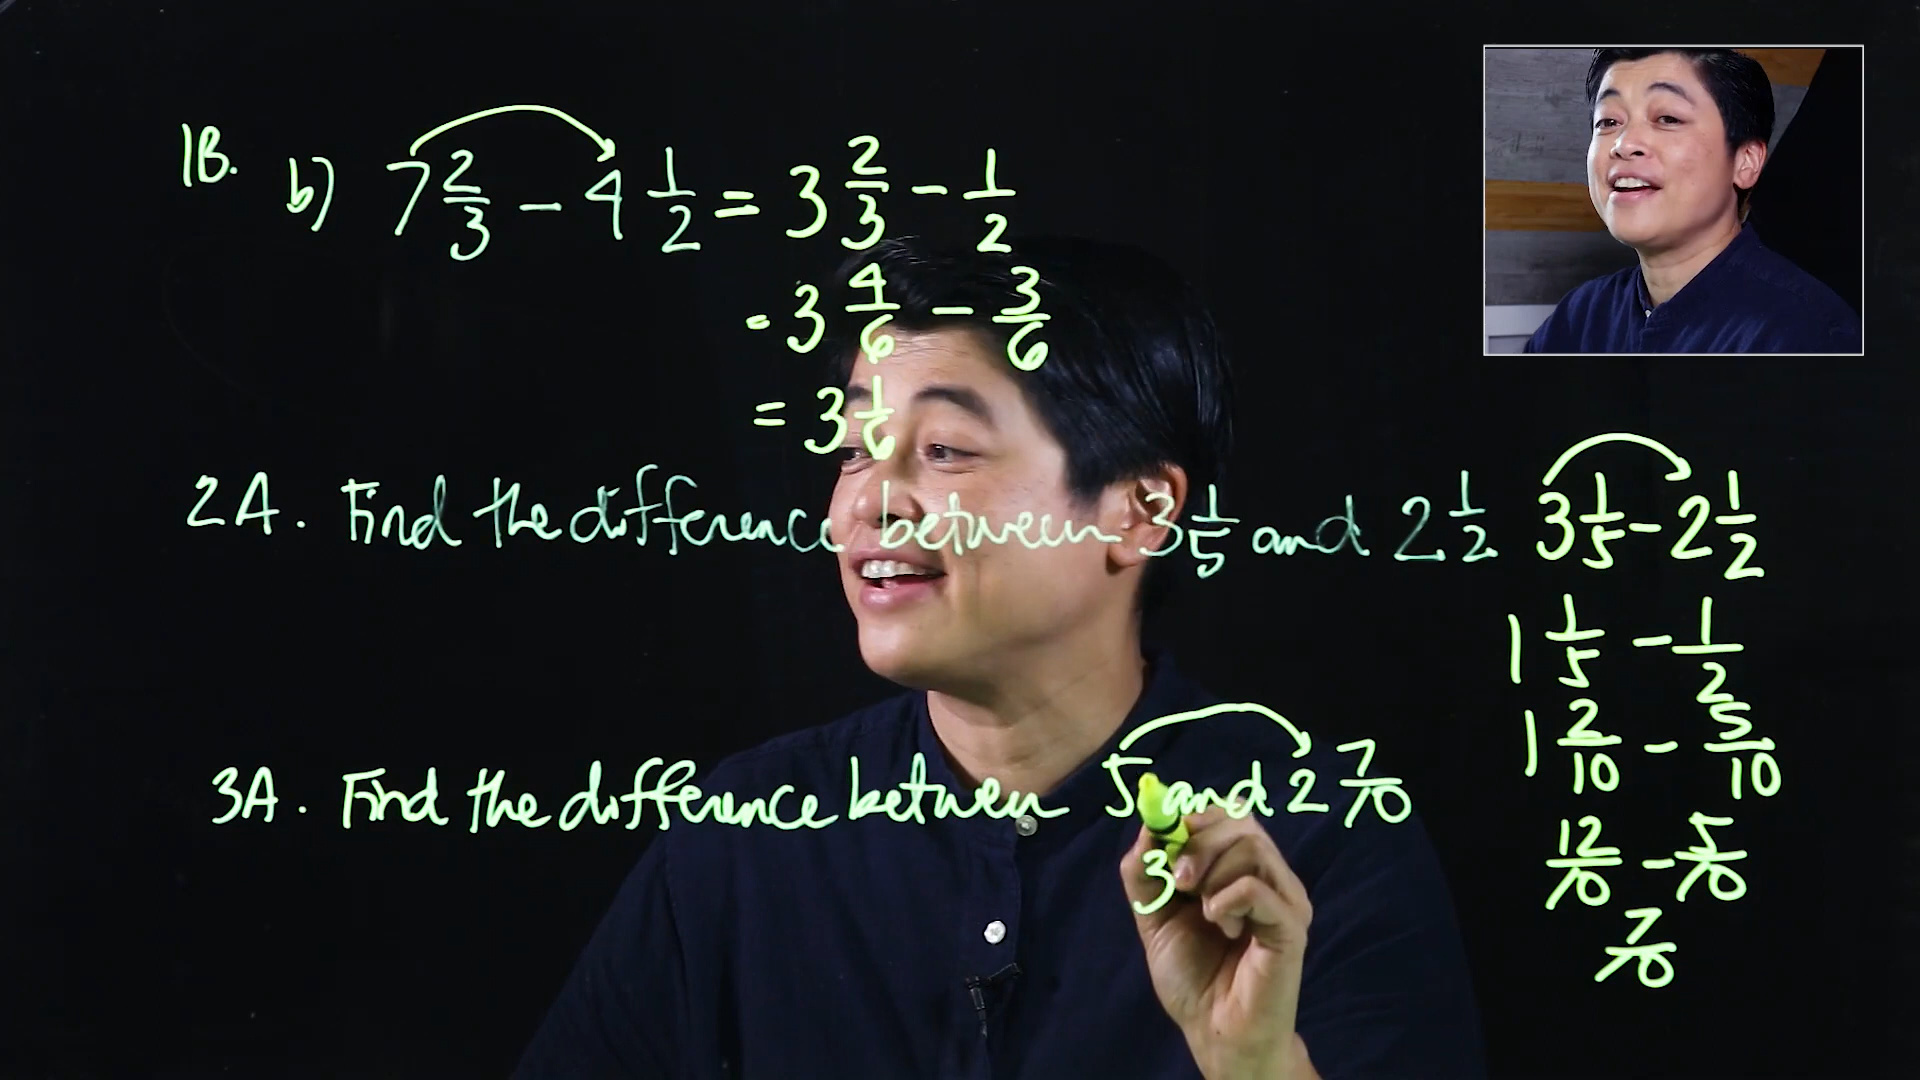 1B. b) 7 2/3 - 4 1/2 = 3 2/3 - 1/2
= 3 4/6 - 3/6
= 3 1/6
2A. Find the difference between 3 1/5 and 2 1/2
3 1/5 - 2 1/2
1 1/5 - 1/2
1 2/10 - 5/10
12/10 - 5/10
7/10
3A. Find the difference between 5 and 2 7/10
3